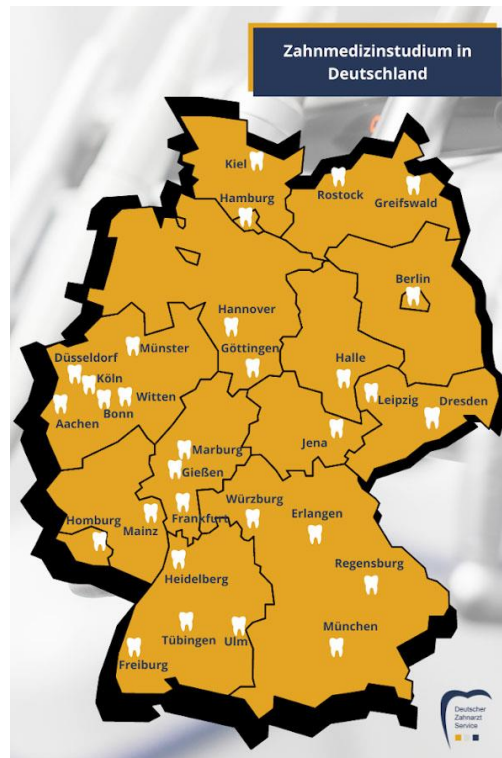 Zahnmedizinstudium in
Deutschland
Kiel
Hamburg
Rostock
Greifswald
Berlin
Hannover
Göttingen
Münster
Düsseldorf
Köln
Bonn
Witten
Aachen
Halle
Leipzig
Dresden
Jena
Marburg
Gießen
Frankfurt
Würzburg
Erlangen
Homburg
Mainz
Heidelberg
Regensburg
Tübingen
Ulm
München
Freiburg
Deutscher
Zahnarzt
Service